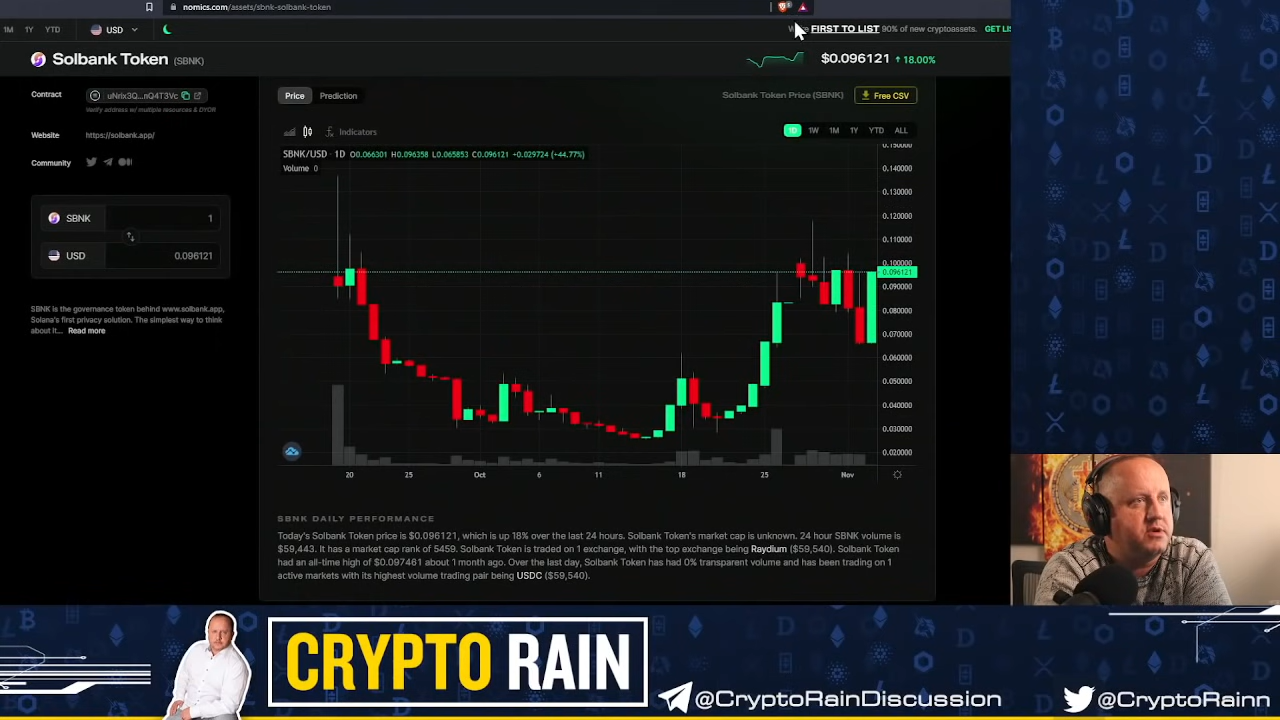 nomics.com/assets/sbnk-solbank-token
1M 1Y YTD USD
FIRST TO LIST 90% of new cryptoassets. GET LIS
Solbank Token (SBNK)
$0.096121 ↑ 18.00%
Contract
uNrix3Q...nQ4T3Vc
Verify address w/ multiple resources & DYOR
Website
https://solbank.app/
Community
SBNK 1
USD 0.096121
SBNK is the governance token behind www.solbank.app,
Solana's first privacy solution. The simplest way to think
about it... Read more
Price Prediction
Solbank Token Price (SBNK) Free CSV
Indicators
1D 1W 1M 1Y YTD ALL
SBNK/USD · 1D O0.066301 H0.096358 L0.065853 C0.096121 +0.029724 (+44.77%)
Volume 0
0.150000
0.140000
0.130000
0.120000
0.110000
0.100000
0.096121
0.090000
0.080000
0.070000
0.060000
0.050000
0.040000
0.030000
0.020000
20 25 Oct 6 11 18 25 Nov
SBNK DAILY PERFORMANCE
Today's Solbank Token price is $0.096121, which is up 18% over the last 24 hours. Solbank Token's market cap is unknown. 24 hour SBNK volume is
$59,443. It has a market cap rank of 5459. Solbank Token is traded on 1 exchange, with the top exchange being Raydium ($59,540). Solbank Token
had an all-time high of $0.097461 about 1 month ago. Over the last day, Solbank Token has had 0% transparent volume and has been trading on 1
active markets with its highest volume trading pair being USDC ($59,540).
CRYPTO RAIN
@CryptoRainDiscussion
@CryptoRainn